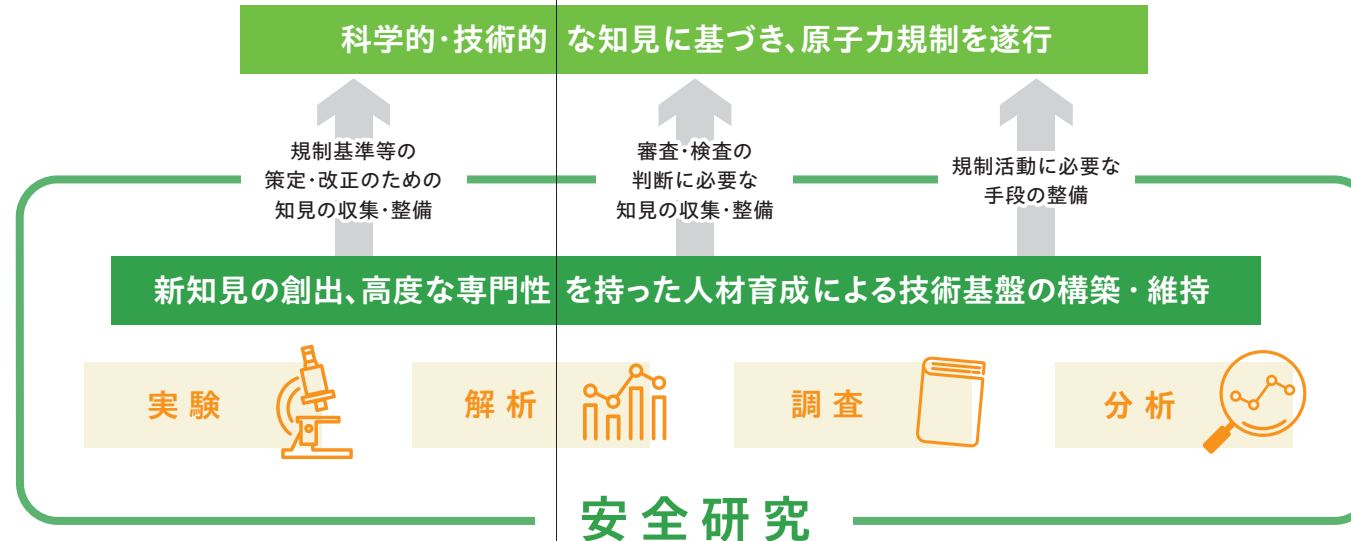 科学的・技術的な知見に基づき、原子力規制を遂行
規制基準等の
策定・改正のための
知見の収集・整備
審査・検査の
判断に必要な
知見の収集・整備
規制活動に必要な
手段の整備
新知見の創出、高度な専門性を持った人材育成による技術基盤の構築・維持
実験
解析
調査
分析
安全研究